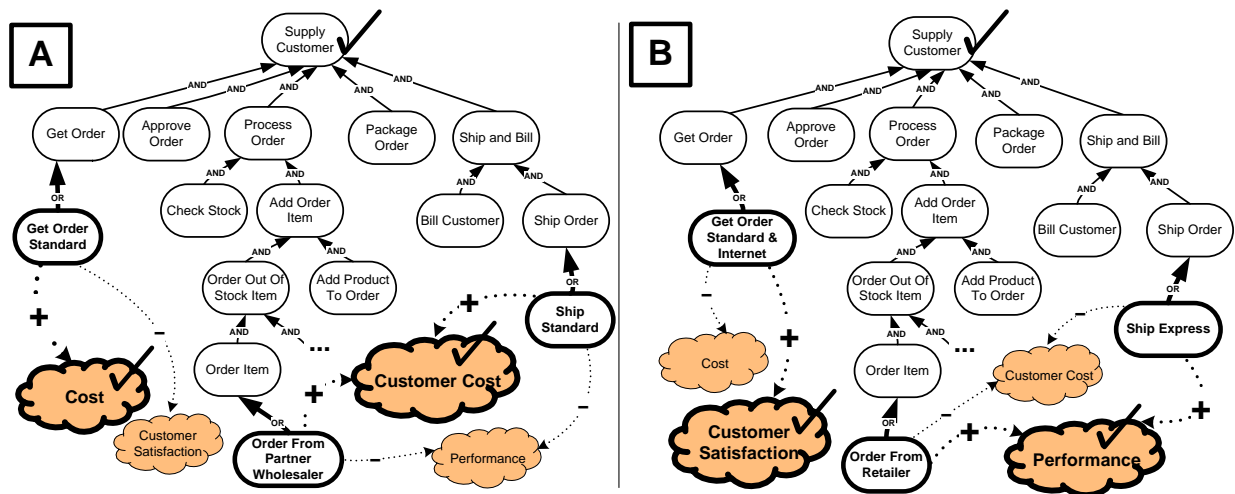 A
Supply
Customer
AND
AND
AND
AND
AND
Get Order
Approve
Order
Process
Order
Package
Order
Ship and Bill
OR
AND
AND
AND
AND
Get Order
Standard
Check Stock
Add Order
Item
Bill Customer
Ship Order
AND
AND
OR
Order Out Of
Stock Item
Add Product
To Order
Ship
Standard
+
–
AND
AND
...
+
–
Order Item
+
Cost
Customer Cost
OR
Customer
Satisfaction
Order From
Partner
Wholesaler
–
Performance
B
Supply
Customer
AND
AND
AND
AND
AND
Get Order
Approve
Order
Process
Order
Package
Order
Ship and Bill
OR
AND
AND
AND
AND
Get Order
Standard &
Internet
Check Stock
Add Order
Item
Bill Customer
Ship Order
AND
AND
OR
Order Out Of
Stock Item
Add Product
To Order
Ship Express
–
+
AND
AND
...
–
+
Cost
Order Item
Customer Cost
–
OR
Customer
Satisfaction
Order From
Retailer
+
Performance